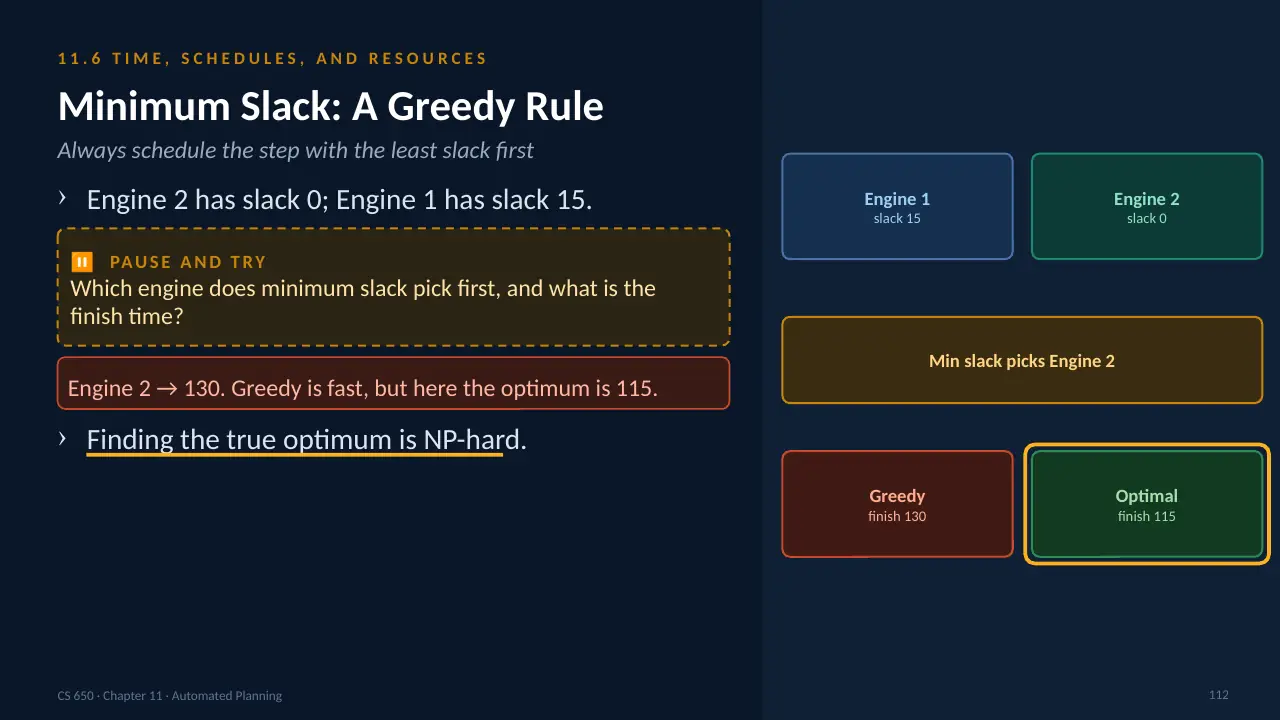 11.6 TIME, SCHEDULES, AND RESOURCES
Minimum Slack: A Greedy Rule
Always schedule the step with the least slack first
› Engine 2 has slack 0; Engine 1 has slack 15.
⏸ PAUSE AND TRY
Which engine does minimum slack pick first, and what is the
finish time?
Engine 2 → 130. Greedy is fast, but here the optimum is 115.
› Finding the true optimum is NP-hard.
Engine 1
slack 15
Engine 2
slack 0
Min slack picks Engine 2
Greedy
finish 130
Optimal
finish 115
CS 650 · Chapter 11 · Automated Planning
112